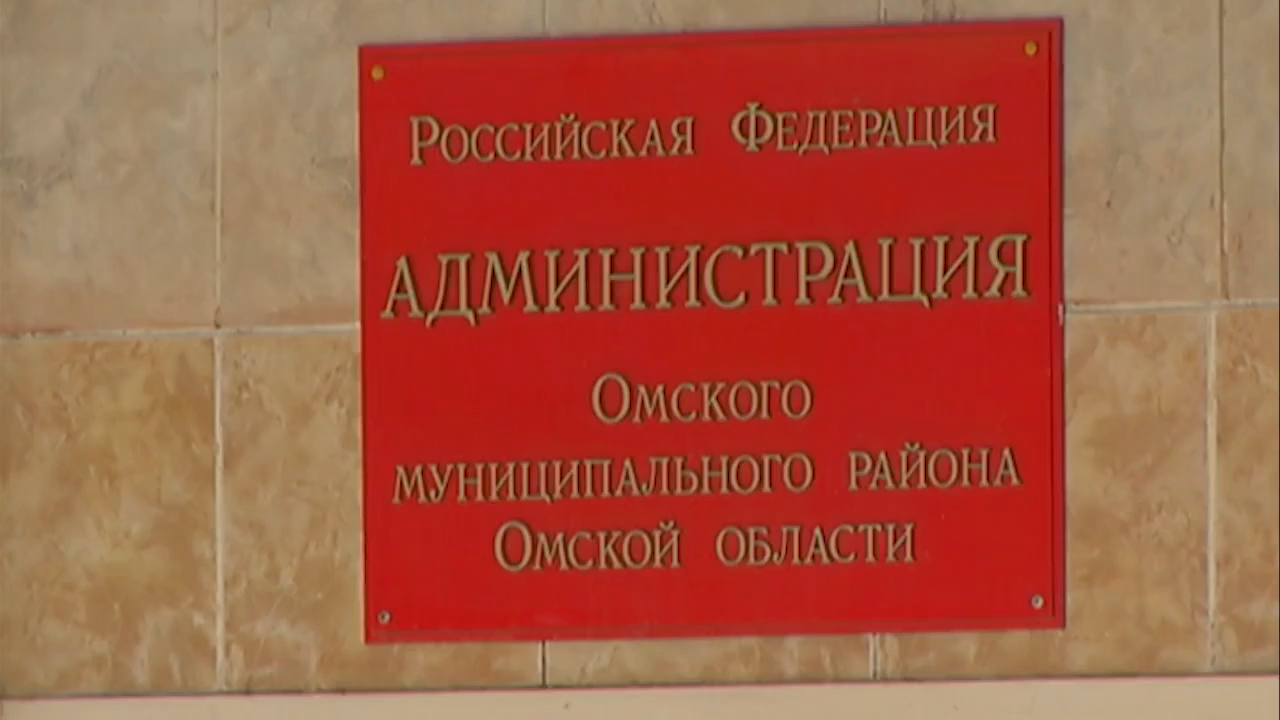 Российская Федерация
АДМИНИСТРАЦИЯ
Омского
муниципального района
Омской области